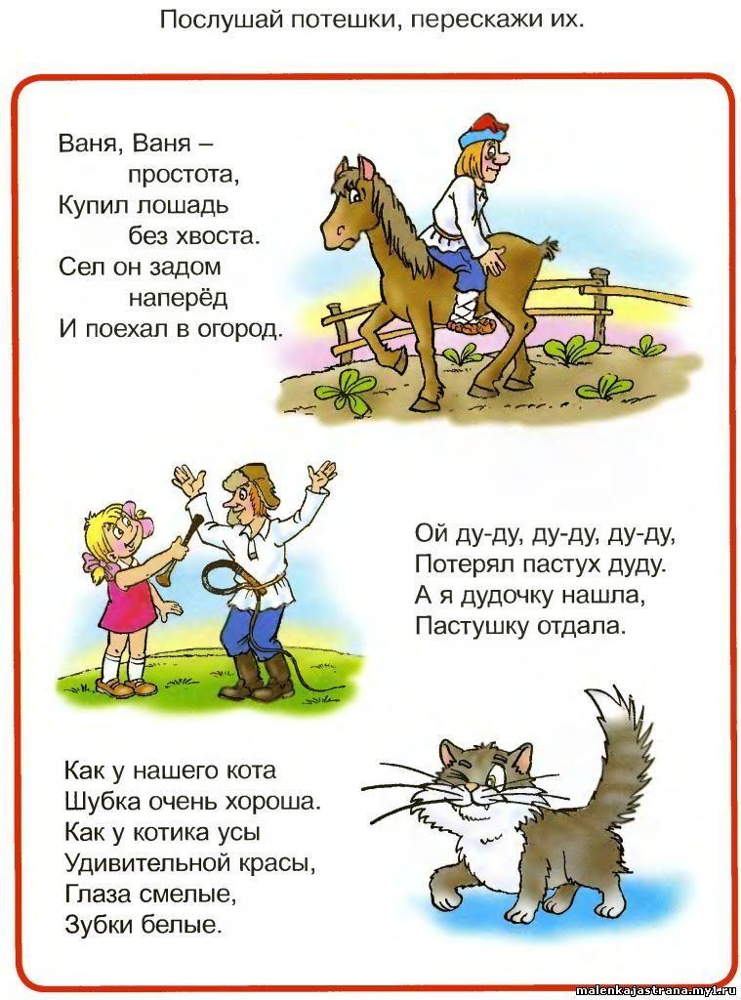 Послушай потешки, перескажи их.
Ваня, Ваня –
простота,
Купил лошадь
без хвоста.
Сел он задом
наперёд
И поехал в огород.
Ой ду-ду, ду-ду, ду-ду,
Потерял пастух дуду.
А я дудочку нашла,
Пастушку отдала.
Как у нашего кота
Шубка очень хороша.
Как у котика усы
Удивительной красы,
Глаза смелые,
Зубки белые.
malenkajastrana.my1.ru